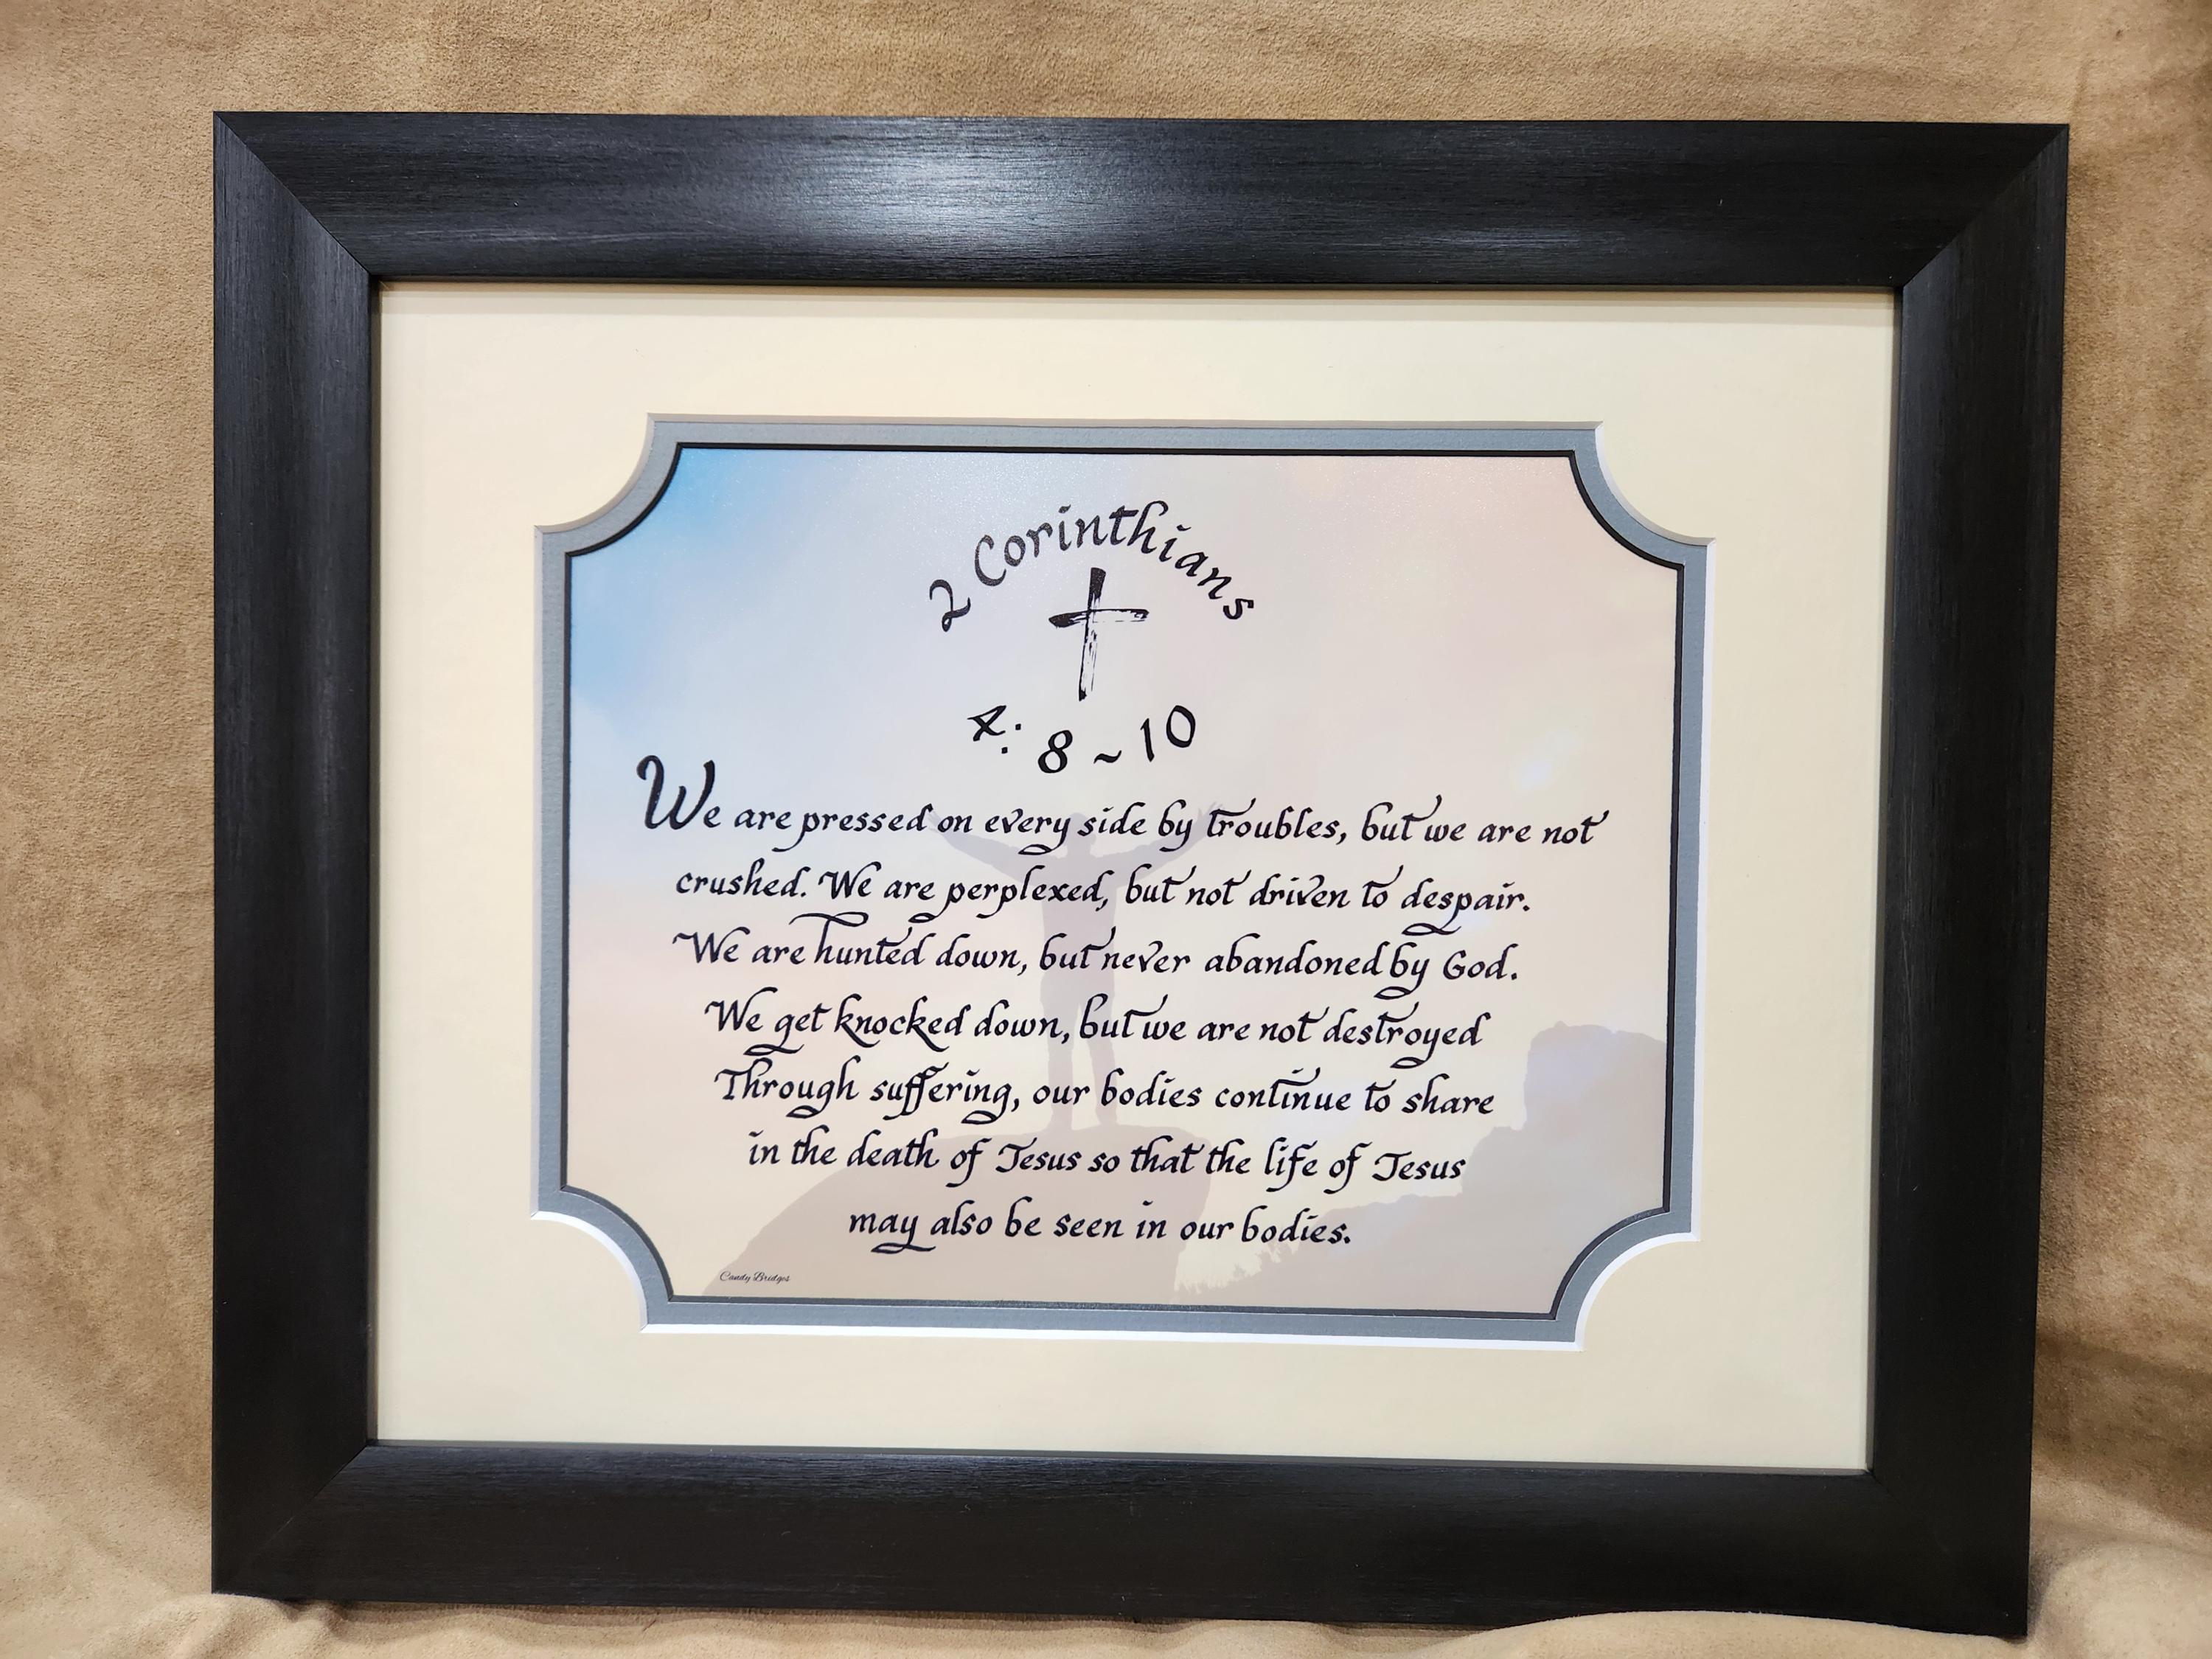 2 Corinthians
4:8~10
We are pressed on every side by troubles, but we are not
crushed. We are perplexed, but not driven to despair.
We are hunted down, but never abandoned by God.
We get knocked down, but we are not destroyed
Through suffering, our bodies continue to share
in the death of Jesus so that the life of Jesus
may also be seen in our bodies.
Candy Bridges